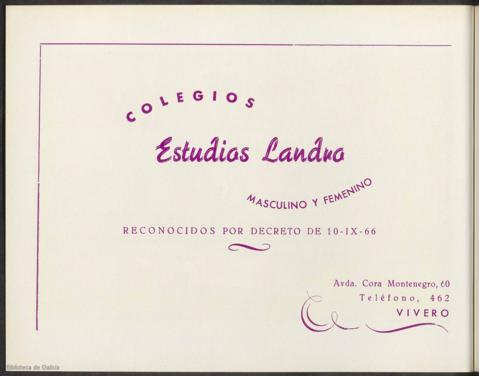 COLEGIOS
Estudios Landro
MASCULINO Y FEMENINO
RECONOCIDOS POR DECRETO DE 10-IX-66
Avda. Cora Montenegro, 60
Teléfono, 462
VIVERO
Biblioteca de Galicia